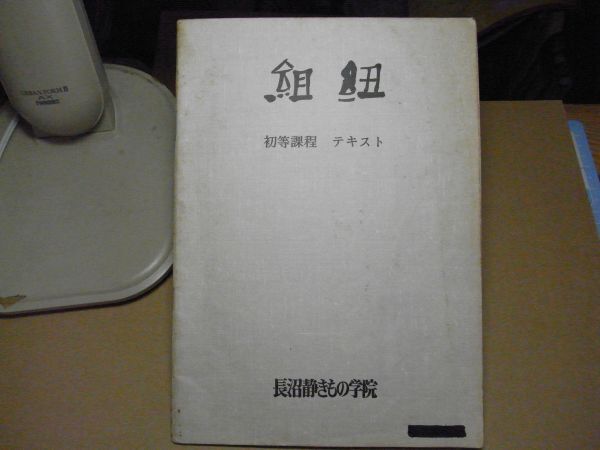 組紐
初等課程 テキスト
長沼静きもの学院